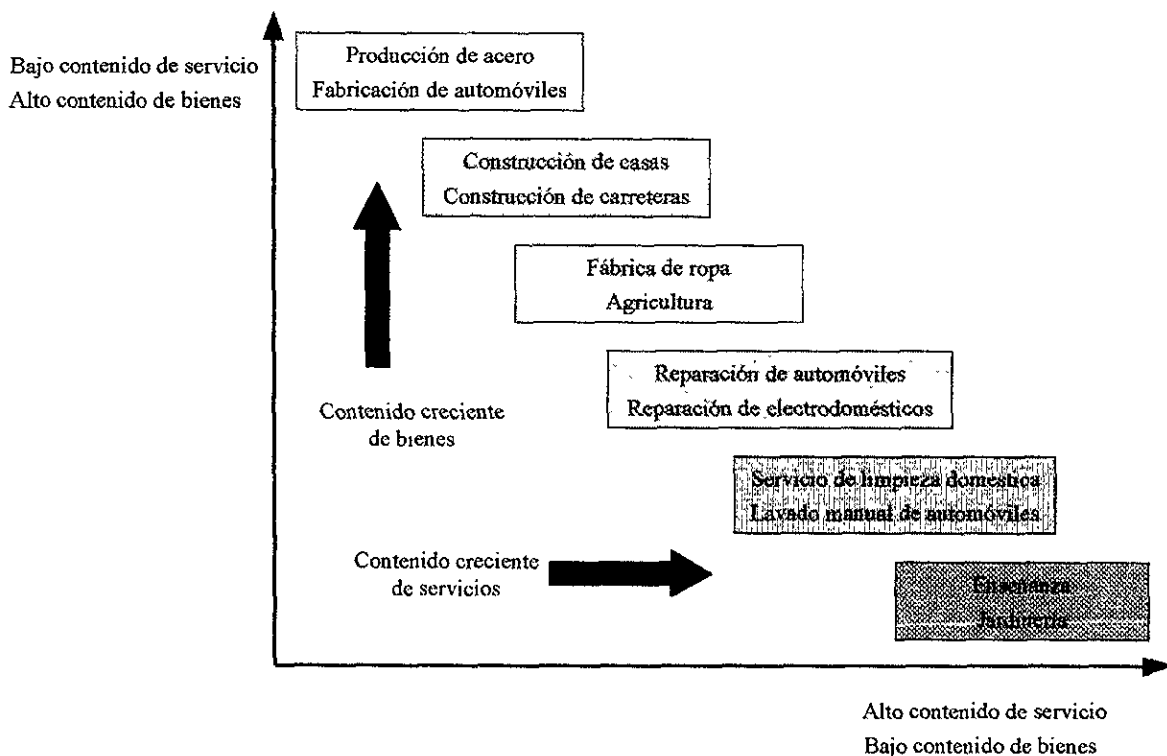 Bajo contenido de servicio
Alto contenido de bienes
Producción de acero
Fabricación de automóviles
Construcción de casas
Construcción de carreteras
Fábrica de ropa
Agricultura
Reparación de automóviles
Reparación de electrodomésticos
Contenido creciente
de bienes
Servicio de limpieza domestica
Lavado manual de automóviles
Contenido creciente
de servicios
Enseñanza
Jardinería
Alto contenido de servicio
Bajo contenido de bienes